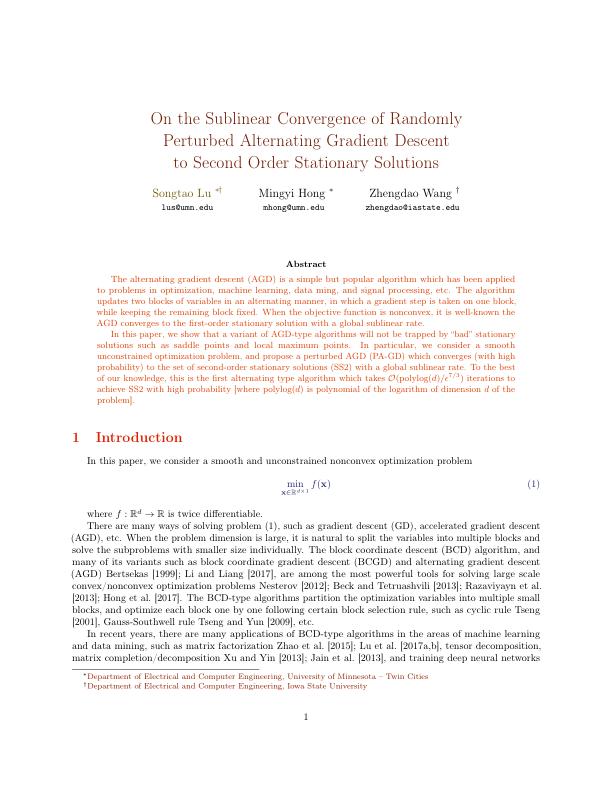 On the Sublinear Convergence of Randomly
Perturbed Alternating Gradient Descent
to Second Order Stationary Solutions
Songtao Lu *† Mingyi Hong * Zhengdao Wang †
lus@umn.edu mhong@umn.edu zhengdao@iastate.edu
Abstract
The alternating gradient descent (AGD) is a simple but popular algorithm which has been applied
to problems in optimization, machine learning, data ming, and signal processing, etc. The algorithm
updates two blocks of variables in an alternating manner, in which a gradient step is taken on one block,
while keeping the remaining block fixed. When the objective function is nonconvex, it is well-known the
AGD converges to the first-order stationary solution with a global sublinear rate.
In this paper, we show that a variant of AGD-type algorithms will not be trapped by “bad” stationary
solutions such as saddle points and local maximum points. In particular, we consider a smooth
unconstrained optimization problem, and propose a perturbed AGD (PA-GD) which converges (with high
probability) to the set of second-order stationary solutions (SS2) with a global sublinear rate. To the best
of our knowledge, this is the first alternating type algorithm which takes O(polylog(d)/ϵ^{7/3}) iterations to
achieve SS2 with high probability [where polylog(d) is polynomial of the logarithm of dimension d of the
problem].
1 Introduction
In this paper, we consider a smooth and unconstrained nonconvex optimization problem
min f(x) (1)
x∈ℝ^{d×1}
where f : ℝ^d → ℝ is twice differentiable.
There are many ways of solving problem (1), such as gradient descent (GD), accelerated gradient descent
(AGD), etc. When the problem dimension is large, it is natural to split the variables into multiple blocks and
solve the subproblems with smaller size individually. The block coordinate descent (BCD) algorithm, and
many of its variants such as block coordinate gradient descent (BCGD) and alternating gradient descent
(AGD) Bertsekas [1999]; Li and Liang [2017], are among the most powerful tools for solving large scale
convex/nonconvex optimization problems Nesterov [2012]; Beck and Tetruashvili [2013]; Razaviyayn et al.
[2013]; Hong et al. [2017]. The BCD-type algorithms partition the optimization variables into multiple small
blocks, and optimize each block one by one following certain block selection rule, such as cyclic rule Tseng
[2001], Gauss-Southwell rule Tseng and Yun [2009], etc.
In recent years, there are many applications of BCD-type algorithms in the areas of machine learning
and data mining, such as matrix factorization Zhao et al. [2015]; Lu et al. [2017a,b], tensor decomposition,
matrix completion/decomposition Xu and Yin [2013]; Jain et al. [2013], and training deep neural networks
*Department of Electrical and Computer Engineering, University of Minnesota – Twin Cities
†Department of Electrical and Computer Engineering, Iowa State University
1